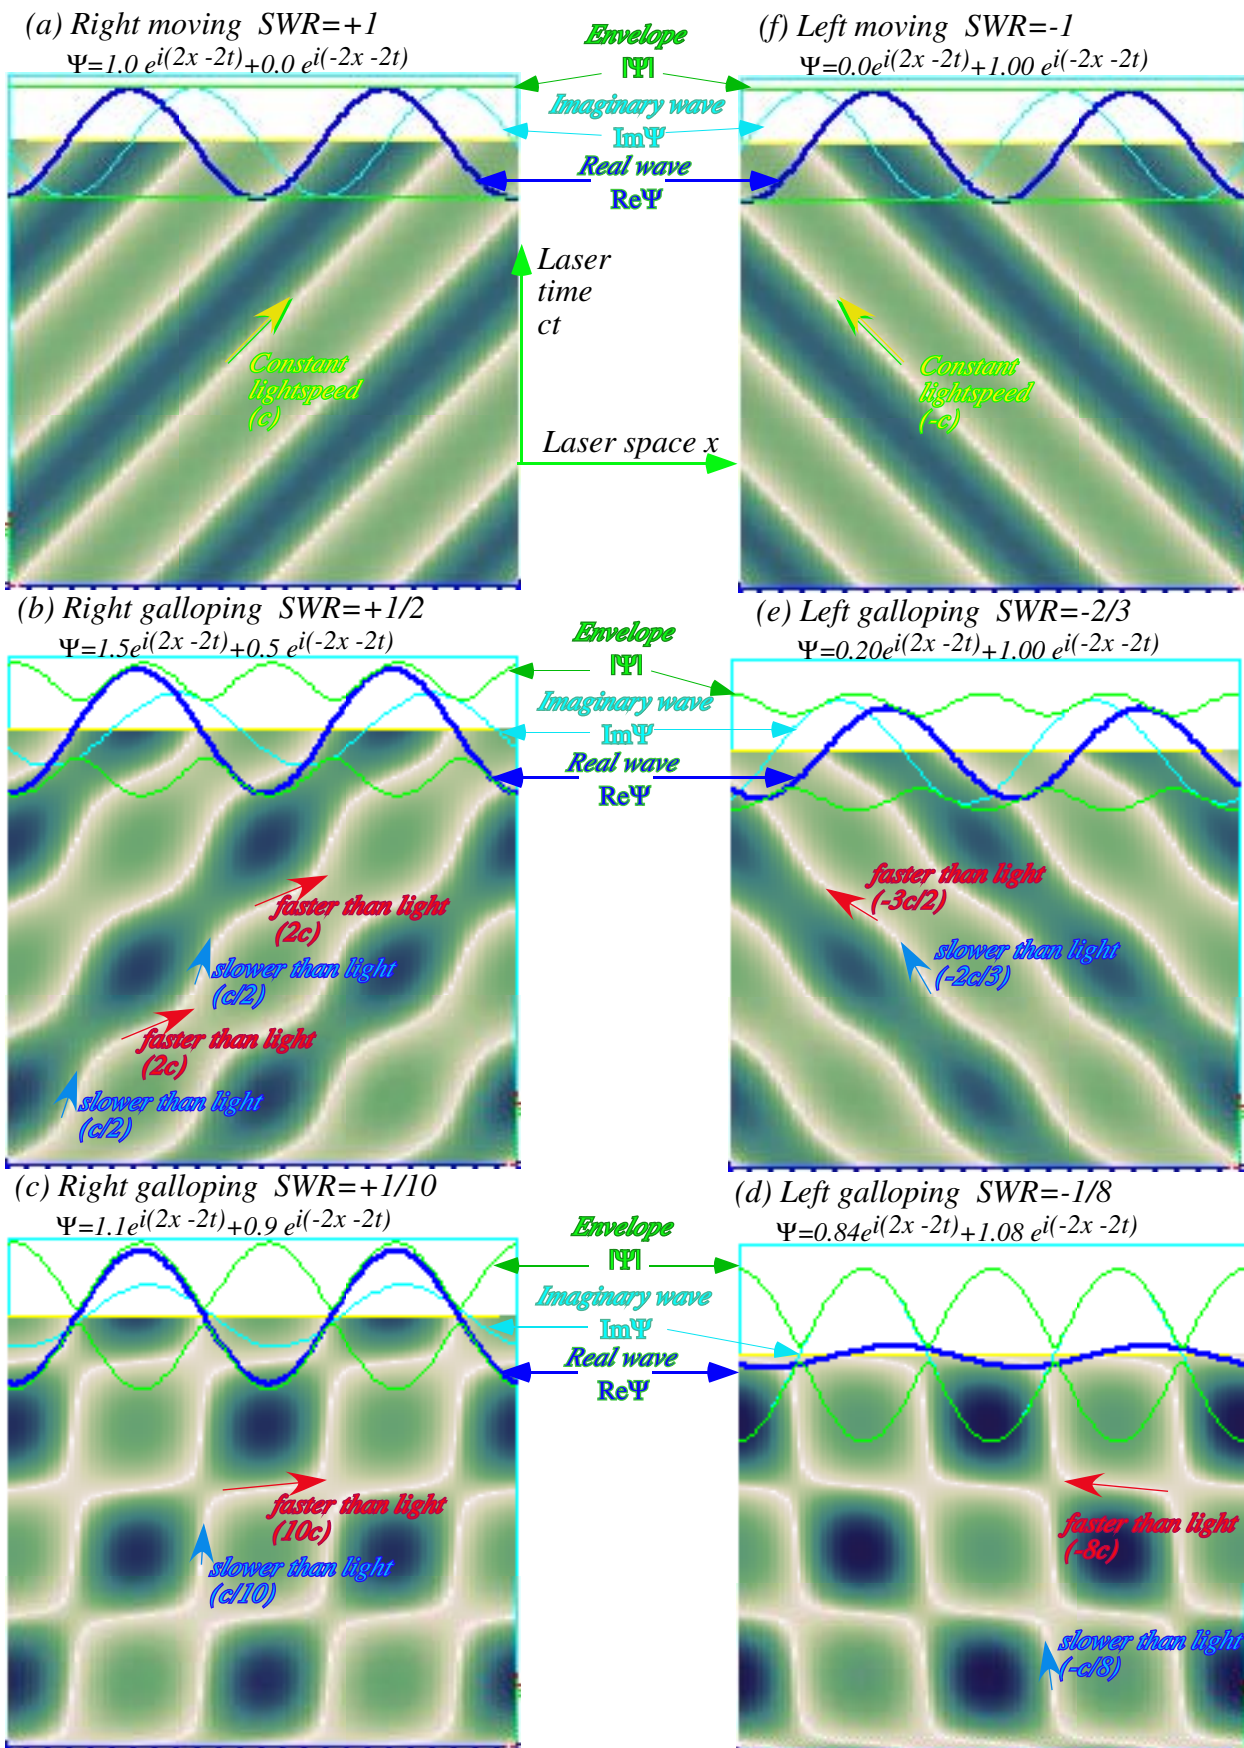 (a) Right moving SWR=+1
Ψ=1.0 e^i(2x -2t)+0.0 e^i(-2x -2t)
Envelope
|Ψ|
Imaginary wave
ImΨ
Real wave
ReΨ
(f) Left moving SWR=-1
Ψ=0.0e^i(2x -2t)+1.00 e^i(-2x -2t)
Laser
time
ct
Laser space x
Constant
lightspeed
(c)
Constant
lightspeed
(-c)
(b) Right galloping SWR=+1/2
Ψ=1.5e^i(2x -2t)+0.5 e^i(-2x -2t)
Envelope
|Ψ|
Imaginary wave
ImΨ
Real wave
ReΨ
(e) Left galloping SWR=-2/3
Ψ=0.20e^i(2x -2t)+1.00 e^i(-2x -2t)
faster than light
(2c)
slower than light
(c/2)
faster than light
(2c)
slower than light
(c/2)
faster than light
(-3c/2)
slower than light
(-2c/3)
(c) Right galloping SWR=+1/10
Ψ=1.1e^i(2x -2t)+0.9 e^i(-2x -2t)
Envelope
|Ψ|
Imaginary wave
ImΨ
Real wave
ReΨ
(d) Left galloping SWR=-1/8
Ψ=0.84e^i(2x -2t)+1.08 e^i(-2x -2t)
faster than light
(10c)
slower than light
(c/10)
faster than light
(-8c)
slower than light
(-c/8)